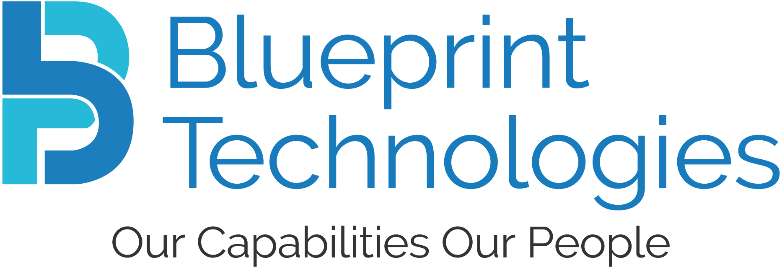 Blueprint
Technologies
Our Capabilities Our People